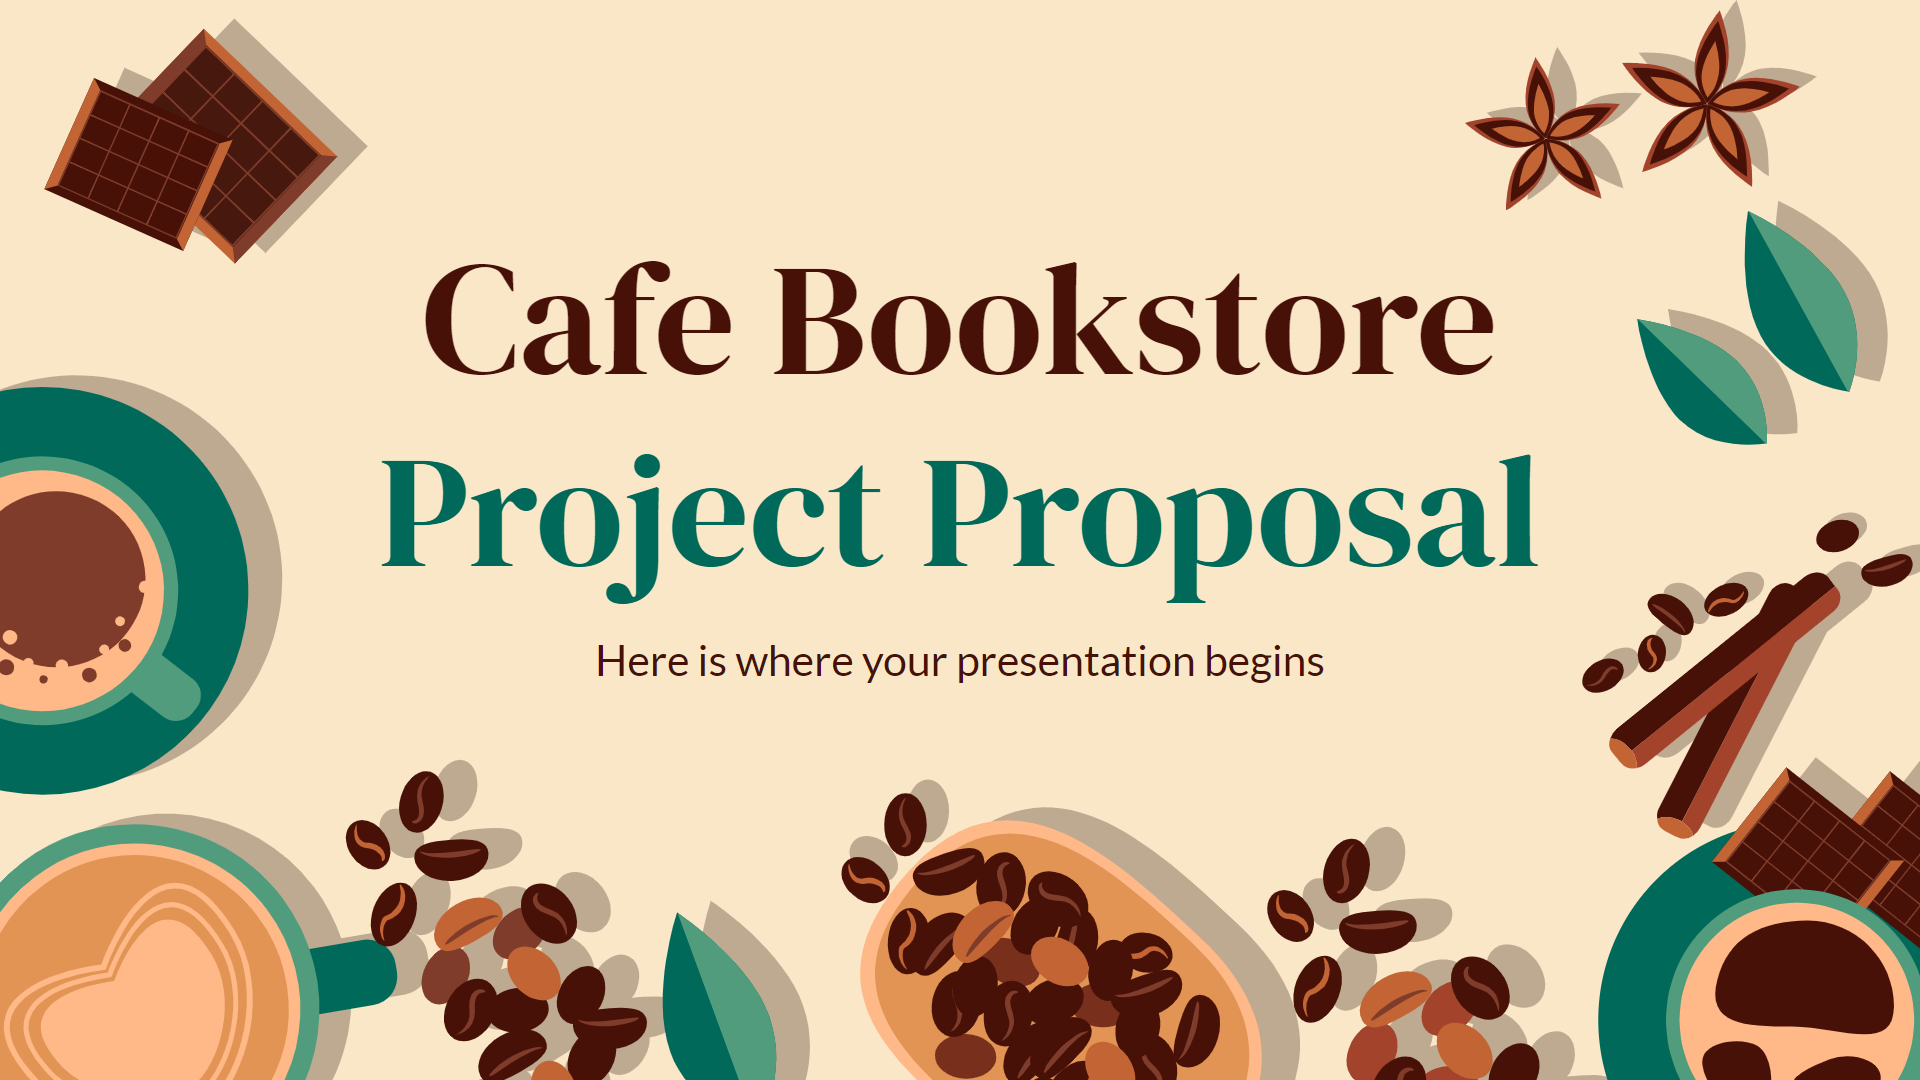 Cafe Bookstore
Project Proposal
Here is where your presentation begins